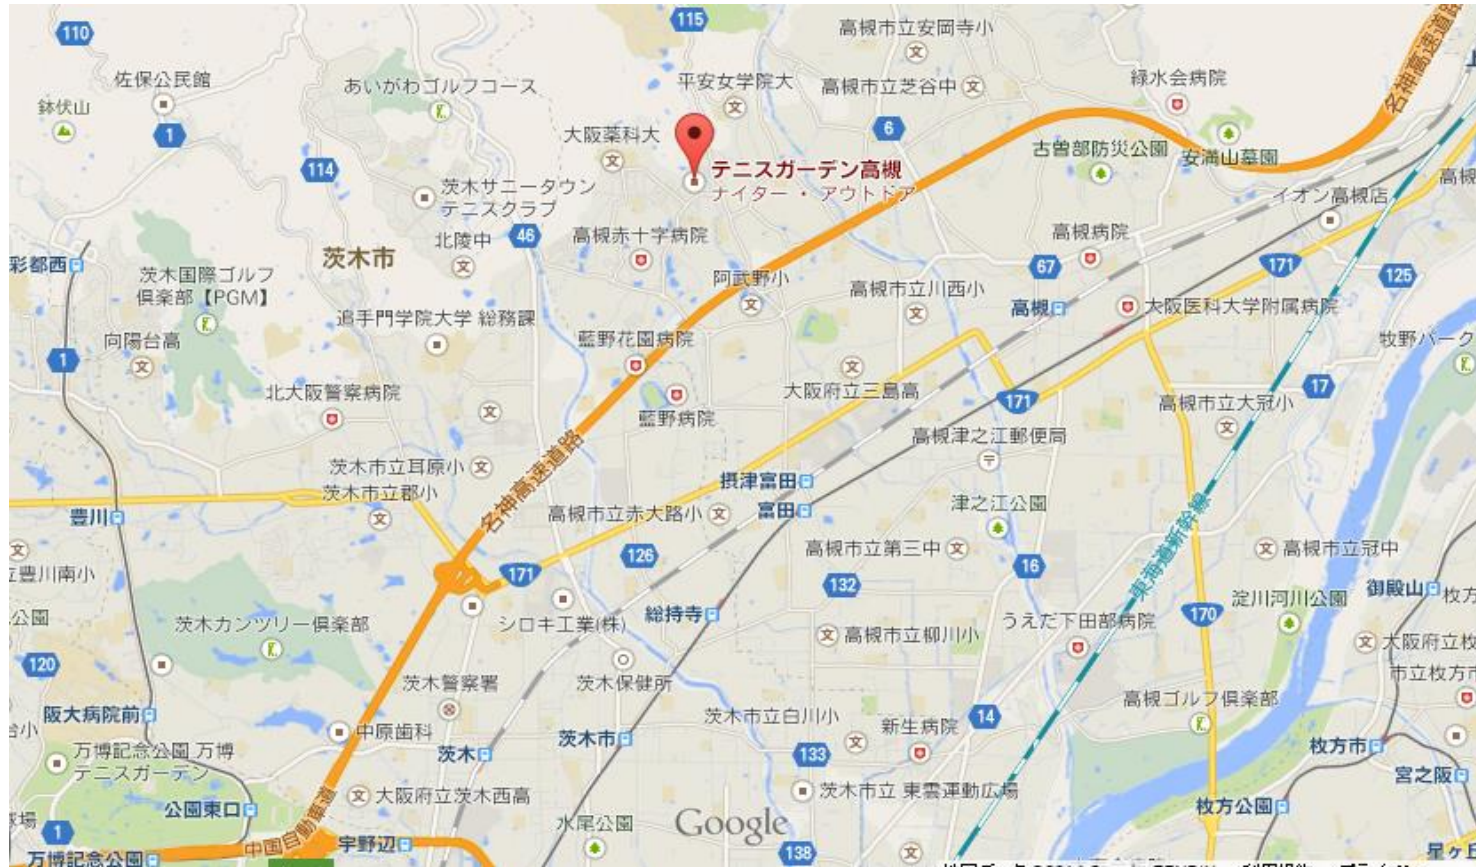 110
115
高槻市立安岡寺小
佐保公民館
あいがわゴルフコース
平安女学院大
高槻市立芝谷中
緑水会病院
名神高速道路
鉢伏山
1
大阪薬科大
6
古曽部防災公園
安満山墓園
114
テニスガーデン高槻
ナイター・アウトドア
茨木サニータウン
テニスクラブ
イオン高槻店
北陵中
46
高槻赤十字病院
高槻病院
茨木市
彩都西
茨木国際ゴルフ
倶楽部【PGM】
阿武野小
高槻市立川西小
67
171
125
高槻
大阪医科大学附属病院
追手門学院大学 総務課
向陽台高
藍野花園病院
牧野パーク
1
北大阪警察病院
藍野病院
大阪府立三島高
171
17
高槻市立大冠小
高槻津之江郵便局
茨木市立耳原小
茨木市立郡小
名神高速道路
摂津富田
富田
津之江公園
東海道新幹線
豊川
高槻市立赤大路小
126
高槻市立第三中
高槻市立冠中
立豊川南小
171
132
16
御殿山
枚方
公園
茨木カンツリー倶楽部
シロキ工業(株)
総持寺
高槻市立柳川小
うえだ下田部病院
170
淀川河川公園
大阪府立枚
120
茨木警察署
茨木保健所
市立枚方市
阪大病院前
中原歯科
茨木市立白川小
新生病院
14
高槻ゴルフ倶楽部
万博記念公園 万博
テニスガーデン
茨木
茨木市
133
枚方市
宮之阪
公園東口
大阪府立茨木西高
茨木市立 東雲運動広場
枚方公園
1
中国自動車道
宇野辺
水尾公園
Google
138
万博記念公園
星ヶ丘